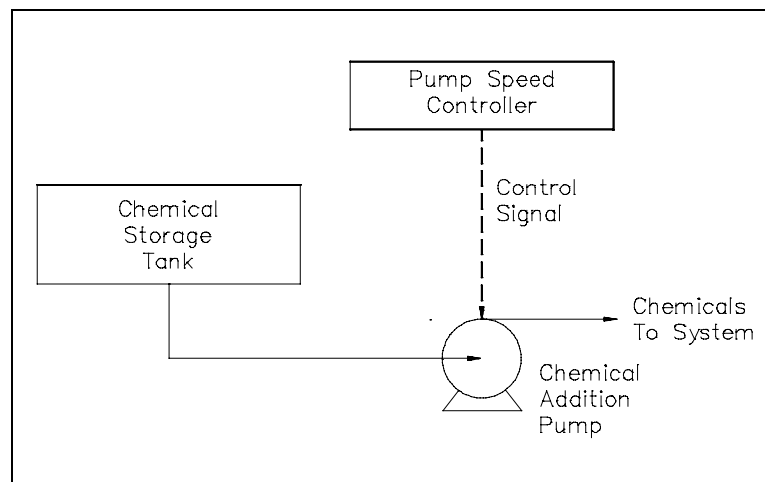 Pump Speed
Controller
Control
Signal
Chemical
Storage
Tank
Chemicals
To System
Chemical
Addition
Pump